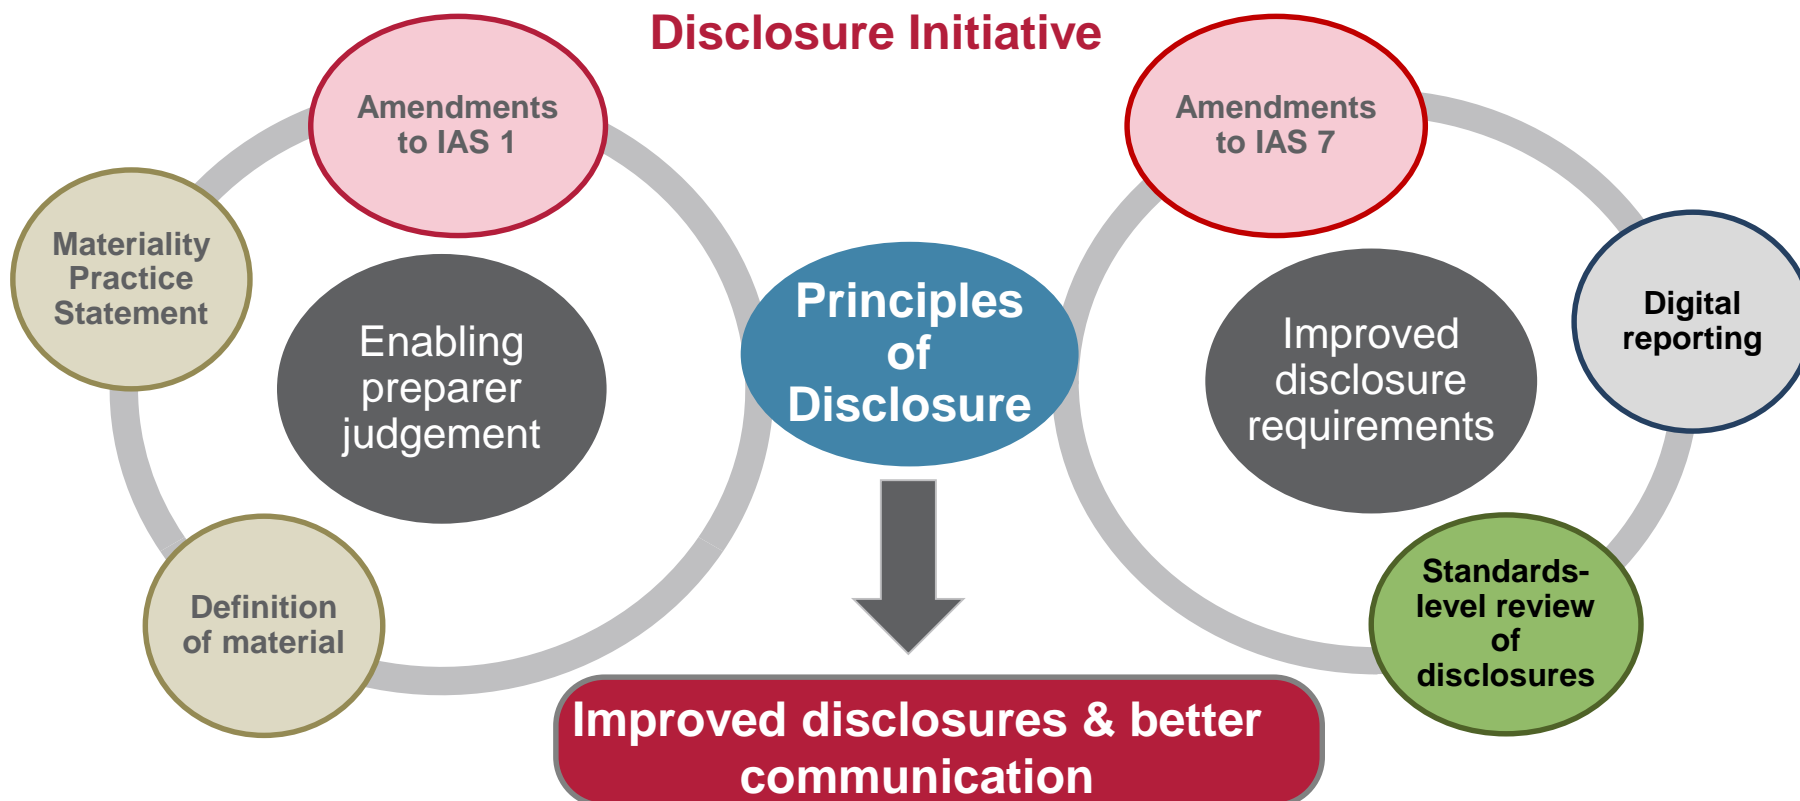 Disclosure Initiative
Amendments
to IAS 1
Materiality
Practice
Statement
Enabling
preparer
judgement
Definition
of material
Principles
of
Disclosure
Amendments
to IAS 7
Improved
disclosure
requirements
Digital
reporting
Standards-
level review
of
disclosures
Improved disclosures & better
communication